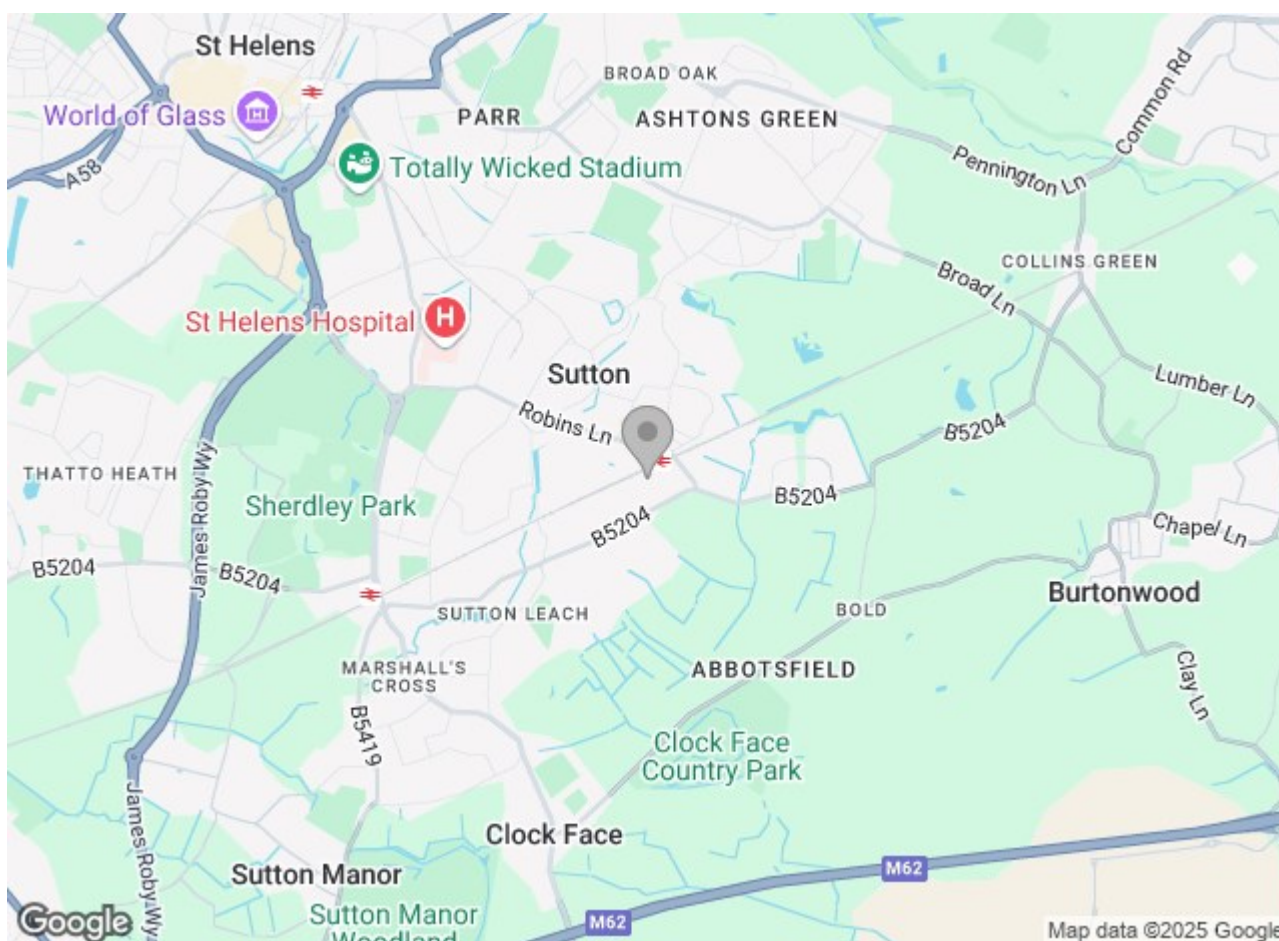 St Helens
BROAD OAK
World of Glass
PARR
ASHTONS GREEN
Common Rd
A58
Totally Wicked Stadium
Pennington Ln
COLLINS GREEN
Broad Ln
St Helens Hospital
H
Sutton
Lumber Ln
Robins Ln
B5204
THATTO HEATH
James Roby Wy
Sherdley Park
B5204
B5204
Chapel Ln
B5204
B5204
Burtonwood
SUTTON LEACH
BOLD
MARSHALL'S
CROSS
ABBOTSFIELD
Clay Ln
B5419
Clock Face
Country Park
James Roby Wy
Clock Face
M62
Sutton Manor
Sutton Manor
Woodland
M62
Google
Map data ©2025 Google